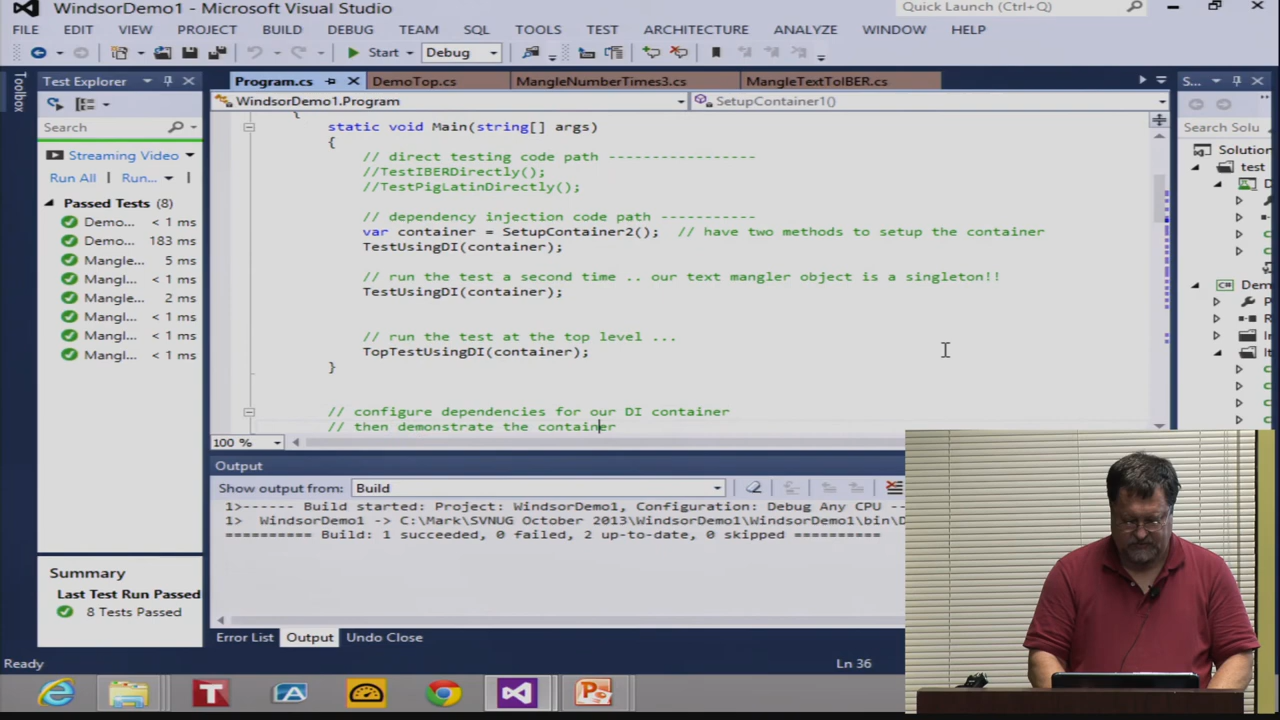 WindsorDemo1 - Microsoft Visual Studio
Quick Launch (Ctrl+Q)
FILE EDIT VIEW PROJECT BUILD DEBUG TEAM SQL TOOLS TEST ARCHITECTURE ANALYZE WINDOW HELP
Start Debug
Toolbox
Test Explorer
Search
Streaming Video
Run All Run...
Passed Tests (8)
Demo... < 1 ms
Demo... 183 ms
Mangle... 5 ms
Mangl... < 1 ms
Mangle... 2 ms
Mangl... < 1 ms
Mangl... < 1 ms
Mangl... < 1 ms
Summary
Last Test Run Passed
8 Tests Passed
Program.cs DemoTop.cs MangleNumberTimes3.cs MangleTextToIBER.cs
WindsorDemo1.Program SetupContainer1()
{
static void Main(string[] args)
{
// direct testing code path -----------------
//TestIBERDirectly();
//TestPigLatinDirectly();
// dependency injection code path -----------
var container = SetupContainer2(); // have two methods to setup the container
TestUsingDI(container);
// run the test a second time .. our text mangler object is a singleton!!
TestUsingDI(container);
// run the test at the top level ...
TopTestUsingDI(container);
}
// configure dependencies for our DI container
// then demonstrate the container
100 %
Output
Show output from: Build
1>------ Build started: Project: WindsorDemo1, Configuration: Debug Any CPU
1> WindsorDemo1 -> C:\Mark\SVNUG October 2013\WindsorDemo1\WindsorDemo1\bin\D
========== Build: 1 succeeded, 0 failed, 2 up-to-date, 0 skipped ==========
Error List Output Undo Close
S...
Search Solu
Solution
test
Dem
Ready
Ln 36